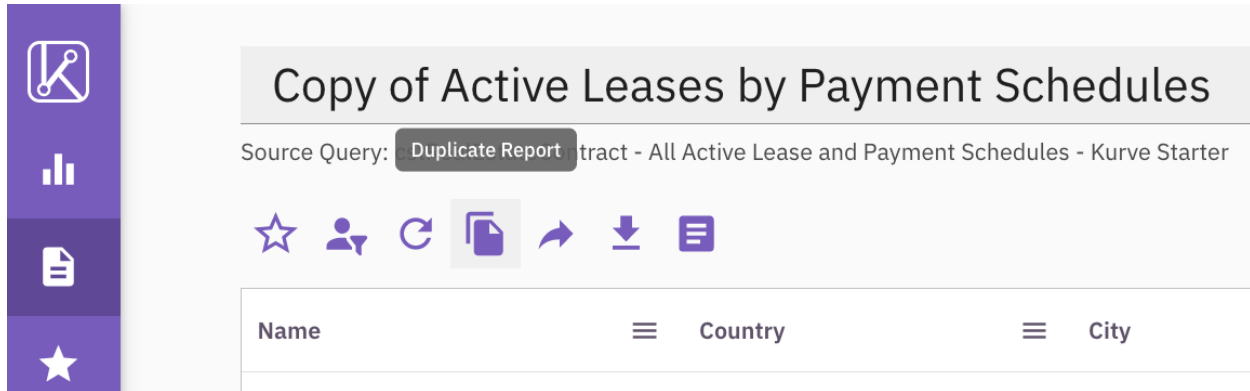 Copy of Active Leases by Payment Schedules
Source Query: - All Active Lease and Payment Schedules - Kurve Starter
Duplicate Report
Name
Country
City